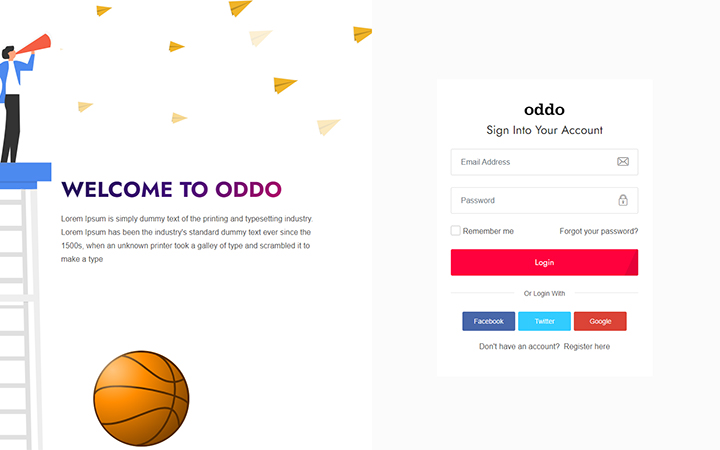 WELCOME TO ODDO
Lorem Ipsum is simply dummy text of the printing and typesetting industry.
Lorem Ipsum has been the industry's standard dummy text ever since the
1500s, when an unknown printer took a galley of type and scrambled it to
make a type
oddo
Sign Into Your Account
Email Address
Password
Remember me Forgot your password?
Login
Or Login With
Facebook Twitter Google
Don't have an account? Register here